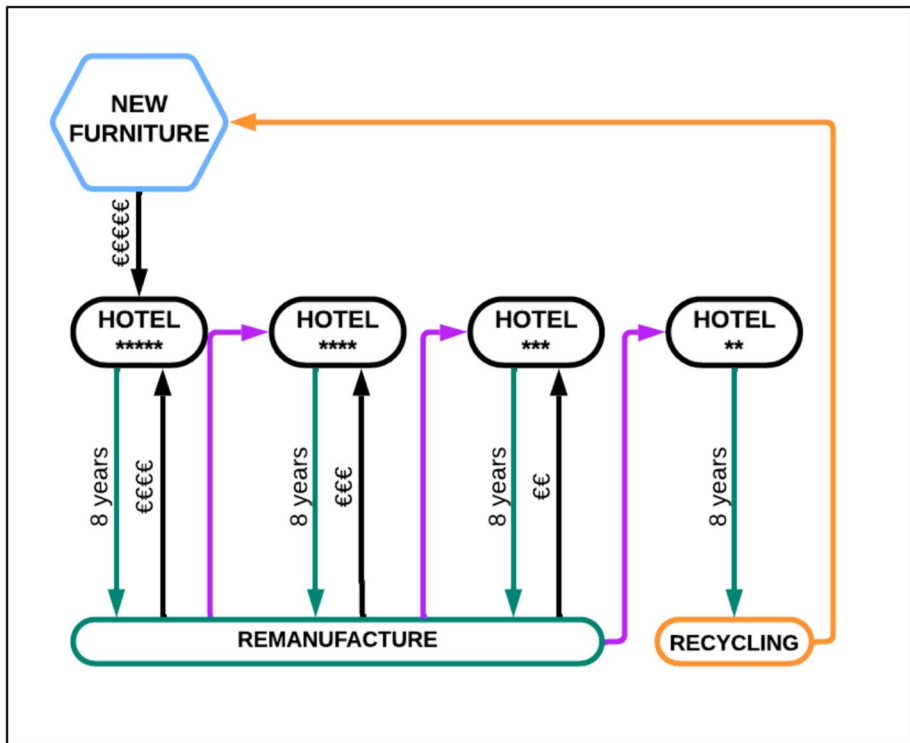 NEW
FURNITURE
€€€€€
HOTEL
*****
HOTEL
****
HOTEL
***
HOTEL
**
8 years
€€€€
8 years
€€€
8 years
€€
8 years
REMANUFACTURE
RECYCLING